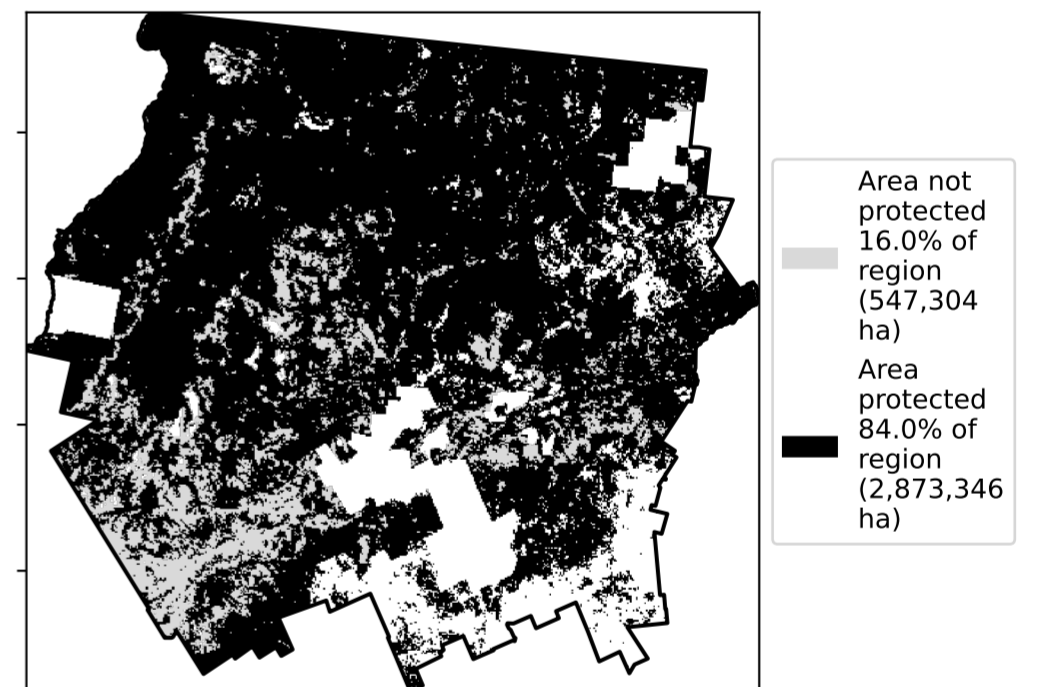 Area not
protected
16.0% of
region
(547,304
ha)
Area
protected
84.0% of
region
(2,873,346
ha)